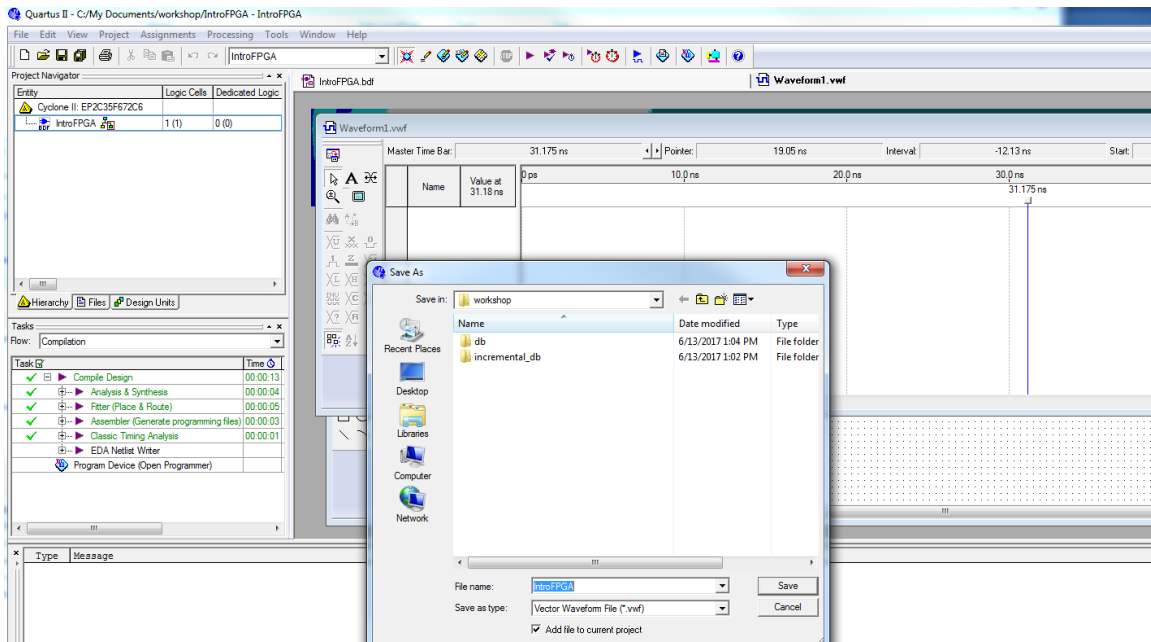 Quartus II - C:/My Documents/workshop/IntroFPGA - IntroFPGA
File Edit View Project Assignments Processing Tools Window Help
IntroFPGA
Project Navigator
Entity Logic Cells Dedicated Logic
Cyclone II: EP2C35F672C6
IntroFPGA 1 (1) 0 (0)
Hierarchy Files Design Units
Tasks
Flow: Compilation
Task Time
Compile Design 00:00:13
Analysis & Synthesis 00:00:04
Fitter (Place & Route) 00:00:05
Assembler (Generate programming files) 00:00:03
Classic Timing Analysis 00:00:01
EDA Netlist Writer
Program Device (Open Programmer)
Type Message
IntroFPGA.bdf
Waveform1.vwf
Waveform1.vwf
Master Time Bar: 31.175 ns Pointer: 19.05 ns Interval: -12.13 ns Start:
Name
Value at
31.18 ns
0 ps 10.0 ns 20.0 ns 30.0 ns
31.175 ns
Save As
Save in: workshop
Name Date modified Type
db 6/13/2017 1:04 PM File folder
incremental_db 6/13/2017 1:02 PM File folder
Recent Places
Desktop
Libraries
Computer
Network
File name: IntroFPGA Save
Save as type: Vector Waveform File (*.vwf) Cancel
Add file to current project